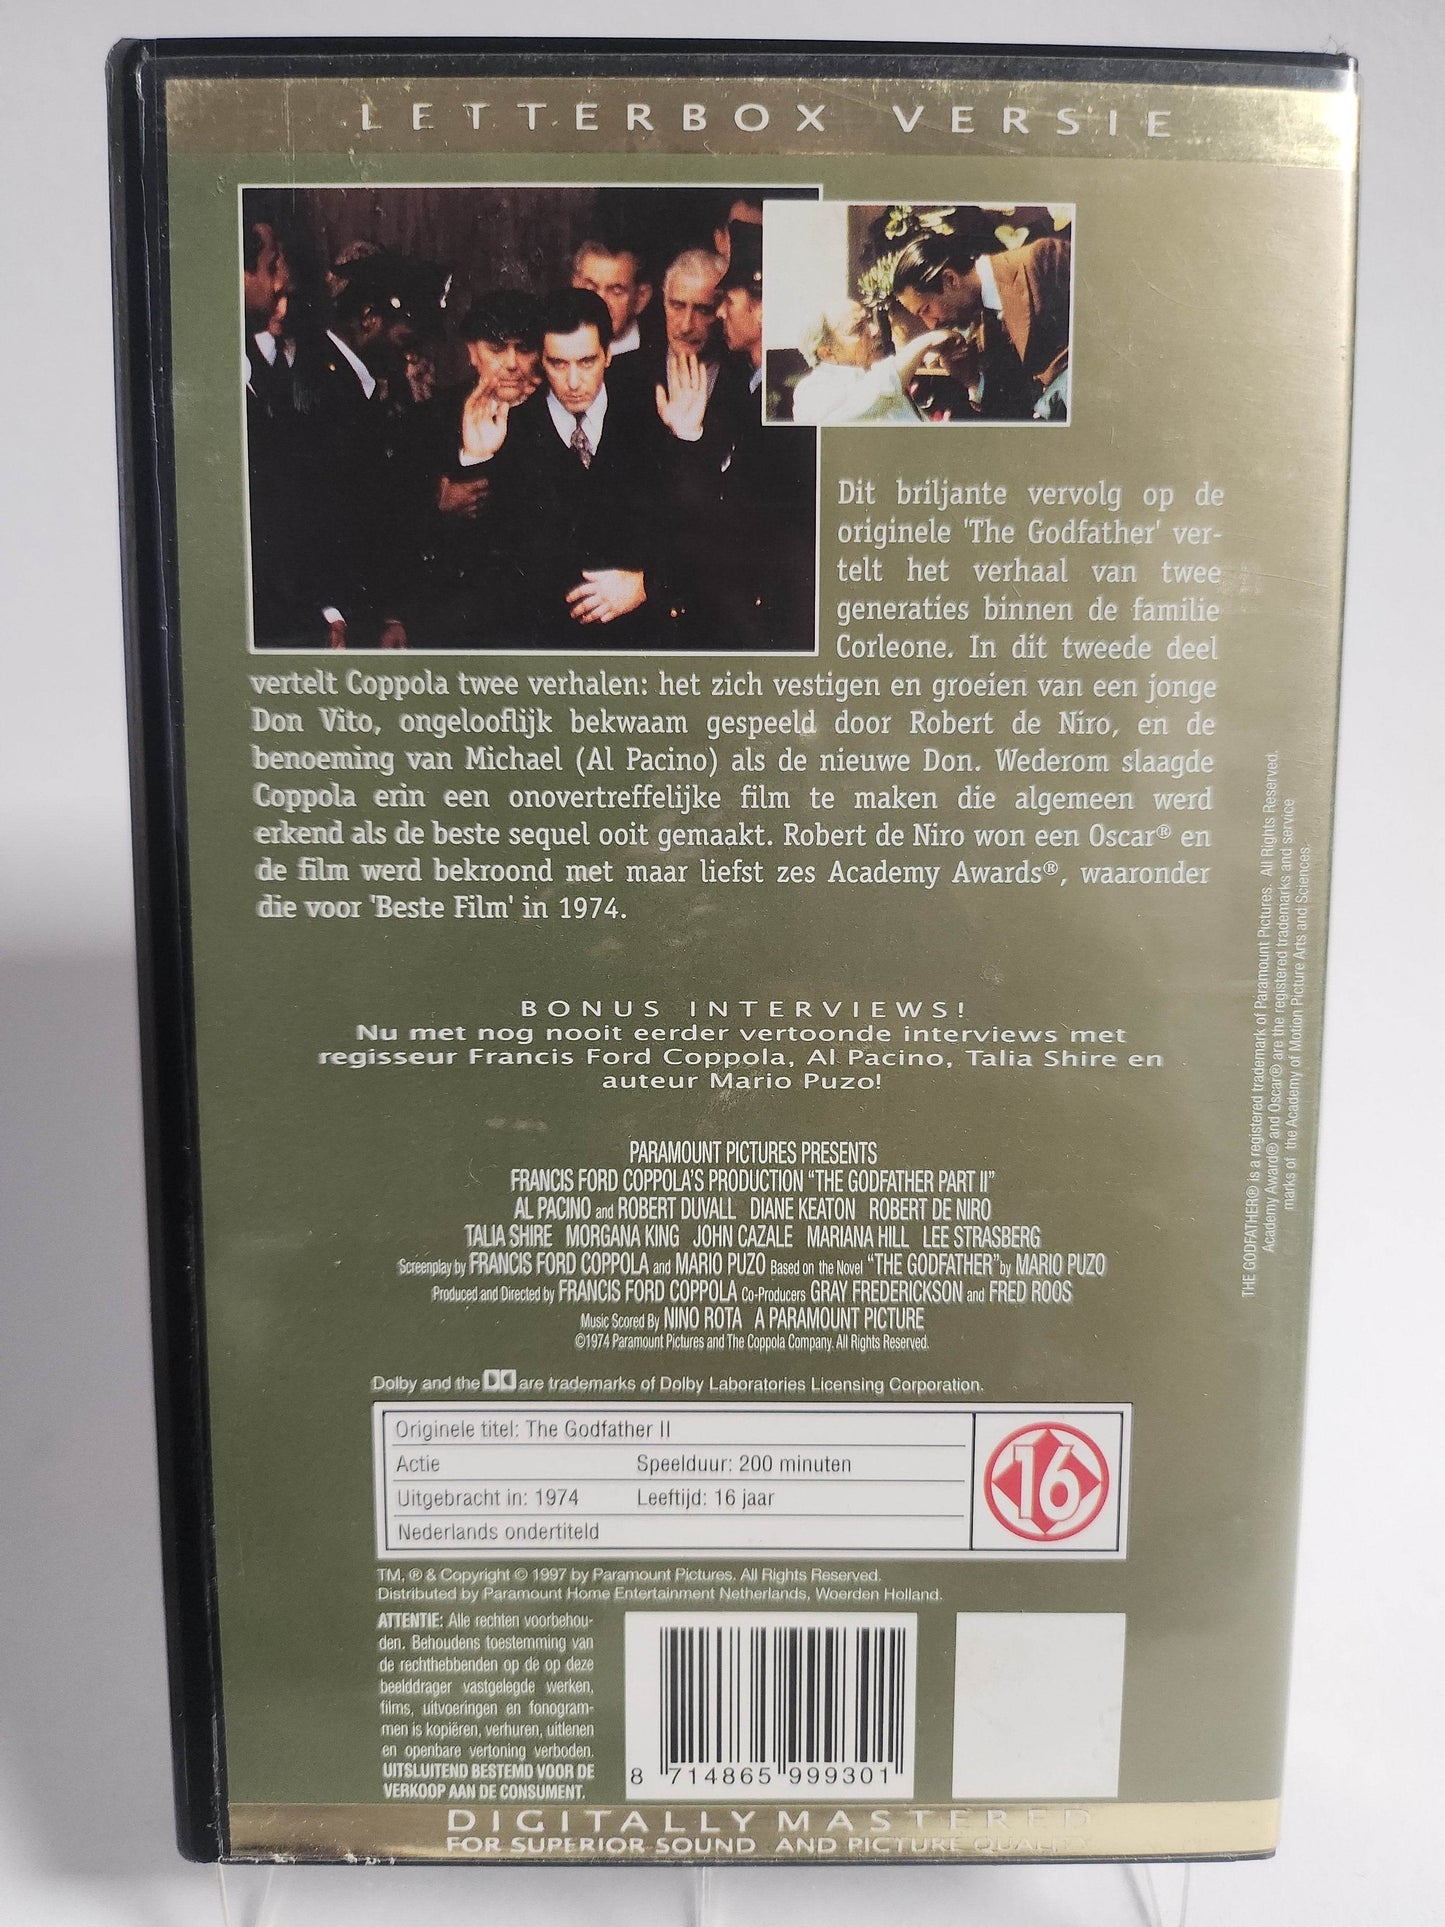 LETTERBOX VERSIE
Dit briljante vervolg op de
originele 'The Godfather' ver-
telt het verhaal van twee
generaties binnen de familie
Corleone. In dit tweede deel
vertelt Coppola twee verhalen: het zich vestigen en groeien van een jonge
Don Vito, ongelooflijk bekwaam gespeeld door Robert de Niro, en de
benoeming van Michael (Al Pacino) als de nieuwe Don. Wederom slaagde
Coppola erin een onovertreffelijke film te maken die algemeen werd
erkend als de beste sequel ooit gemaakt. Robert de Niro won een Oscar® en
de film werd bekroond met maar liefst zes Academy Awards®, waaronder
die voor 'Beste Film' in 1974.
BONUS INTERVIEWS!
Nu met nog nooit eerder vertoonde interviews met
regisseur Francis Ford Coppola, Al Pacino, Talia Shire en
auteur Mario Puzo!
PARAMOUNT PICTURES PRESENTS
FRANCIS FORD COPPOLA'S PRODUCTION “THE GODFATHER PART II”
AL PACINO and ROBERT DUVALL DIANE KEATON ROBERT DE NIRO
TALIA SHIRE MORGANA KING JOHN CAZALE MARIANA HILL LEE STRASBERG
Screenplay by FRANCIS FORD COPPOLA and MARIO PUZO Based on the Novel “THE GODFATHER” by MARIO PUZO
Produced and Directed by FRANCIS FORD COPPOLA Co-Producers GRAY FREDERICKSON and FRED ROOS
Music Scored By NINO ROTA A PARAMOUNT PICTURE
©1974 Paramount Pictures and The Coppola Company. All Rights Reserved.
Dolby and the are trademarks of Dolby Laboratories Licensing Corporation.
Originele titel: The Godfather II
Actie Speelduur: 200 minuten
Uitgebracht in: 1974 Leeftijd: 16 jaar
Nederlands ondertiteld
16
TM, ® & Copyright © 1997 by Paramount Pictures. All Rights Reserved.
Distributed by Paramount Home Entertainment Netherlands, Woerden Holland.
ATTENTIE: Alle rechten voorbehou-
den. Behoudens toestemming van
de rechthebbenden op de op deze
beelddrager vastgelegde werken,
films, uitvoeringen en fonogram-
men is kopiëren, verhuren, uitlenen
en openbare vertoning verboden.
UITSLUITEND BESTEMD VOOR DE
VERKOOP AAN DE CONSUMENT.
8 714865 999301
DIGITALLY MASTERED
FOR SUPERIOR SOUND AND PICTURE QUALITY
THE GODFATHER® is a registered trademark of Paramount Pictures. All Rights Reserved.
Academy Award® and Oscar® are the registered trademarks and service
marks of the Academy of Motion Picture Arts and Sciences.